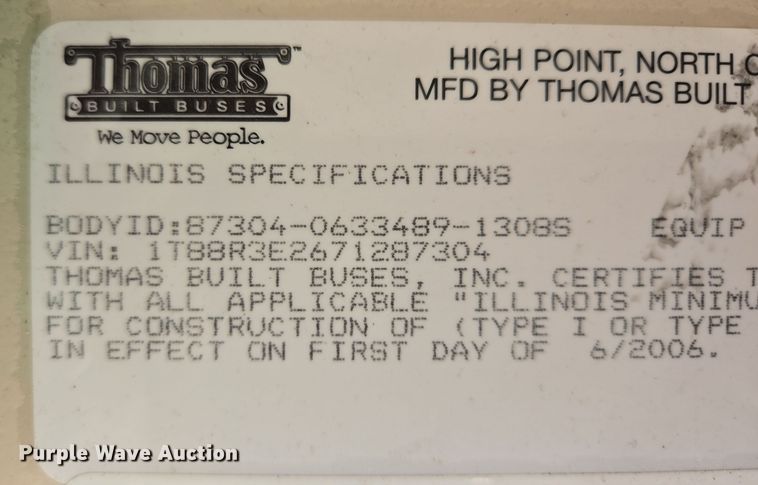 Thomas™
BUILT BUSES
We Move People.
HIGH POINT, NORTH C
MFD BY THOMAS BUILT
ILLINOIS SPECIFICATIONS
BODYID:87304-0633489-1308S EQUIP
VIN: 1T88R3E2671287304
THOMAS BUILT BUSES, INC. CERTIFIES T
WITH ALL APPLICABLE "ILLINOIS MINIMU
FOR CONSTRUCTION OF (TYPE I OR TYPE
IN EFFECT ON FIRST DAY OF 6/2006.
Purple Wave Auction